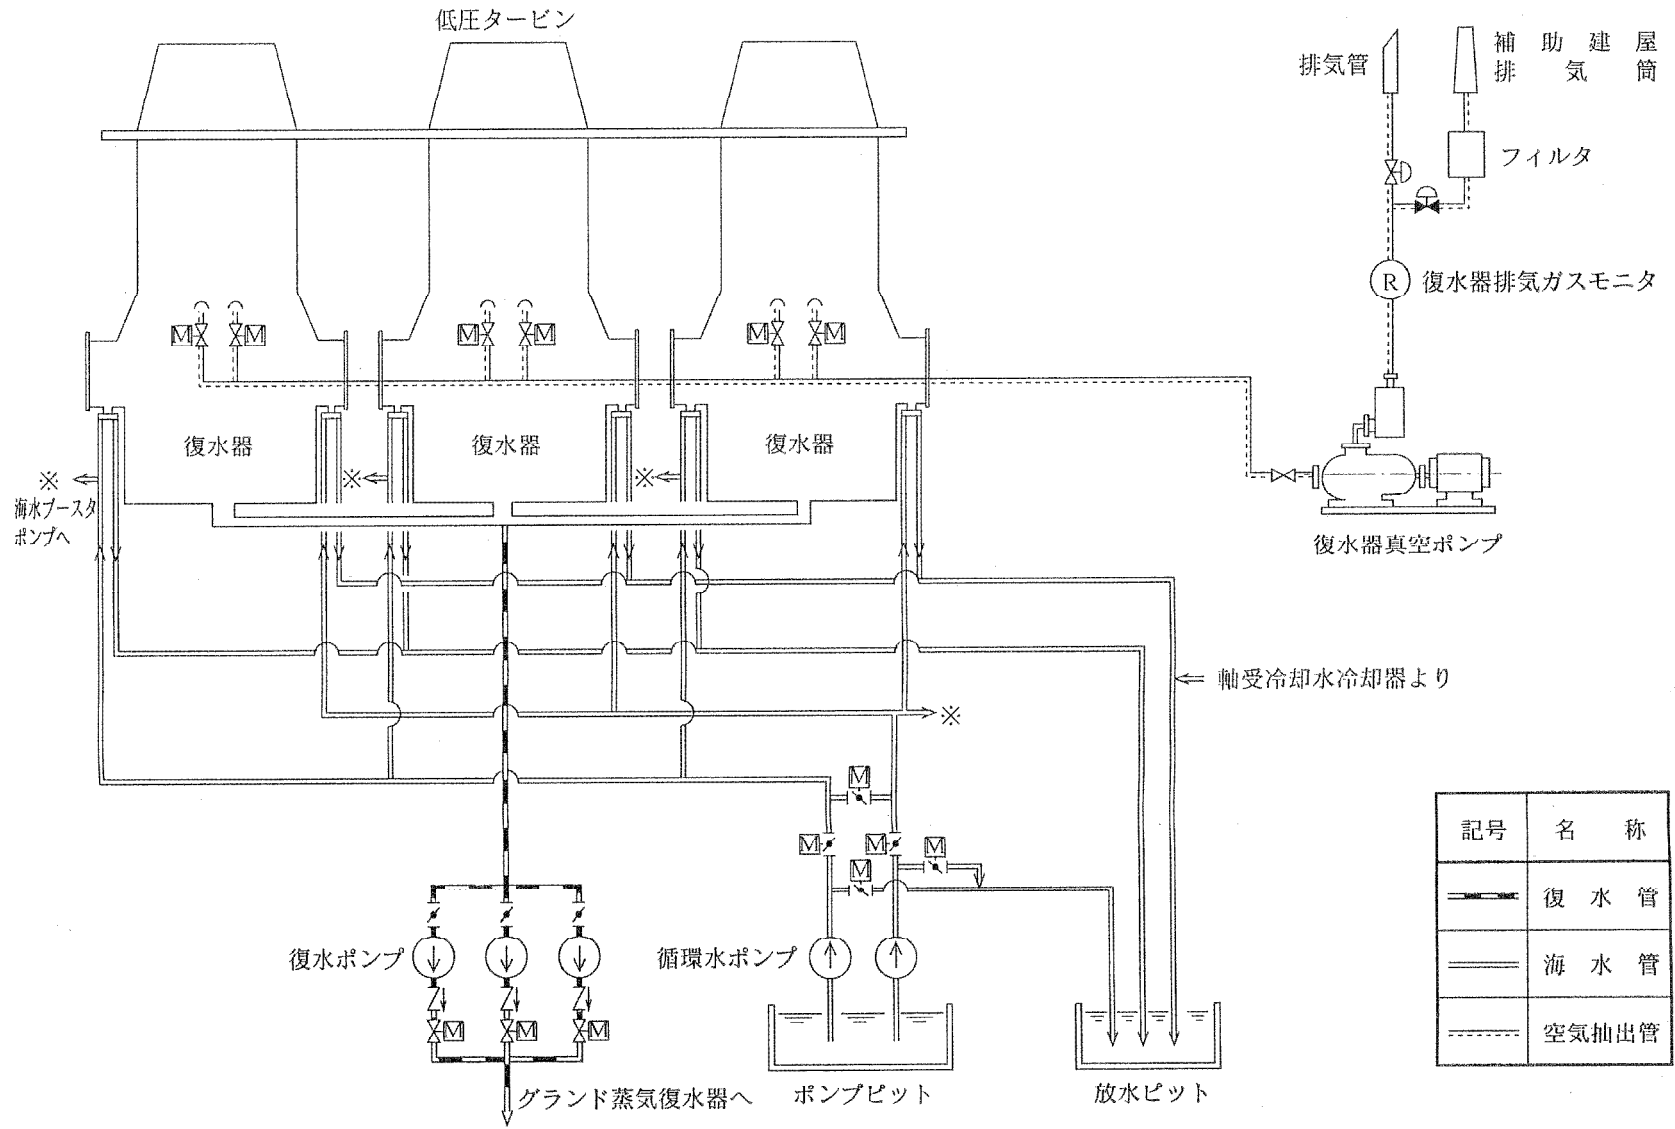 低圧タービン
排気管
補助建屋
排気筒
フィルタ
R
復水器排気ガスモニタ
M
M
M
M
M
M
復水器
復水器
復水器
※
※
※
海水ブースタ
ポンプへ
復水器真空ポンプ
軸受冷却水冷却器より
※
M
M
M
M
M
記号
名称
復水管
海水管
空気抽出管
復水ポンプ
循環水ポンプ
M
M
M
グランド蒸気復水器へ
ポンプピット
放水ピット